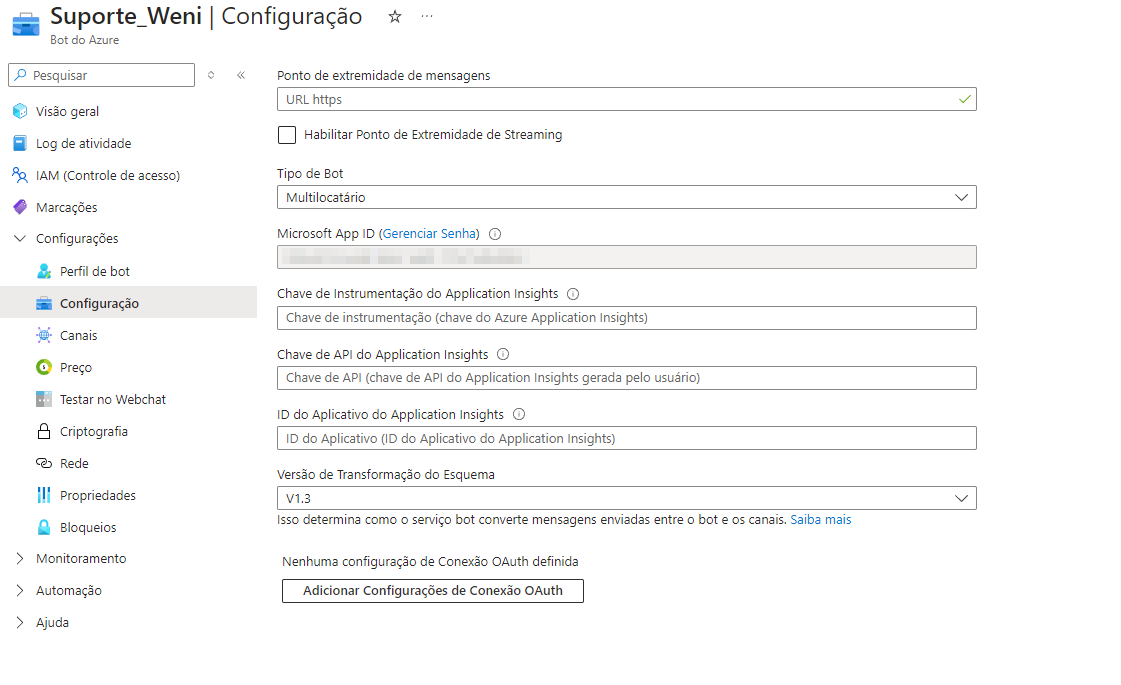 Suporte_Weni | Configuração
Bot do Azure
Pesquisar
Visão geral
Log de atividade
IAM (Controle de acesso)
Marcações
Configurações
Perfil de bot
Configuração
Canais
Preço
Testar no Webchat
Criptografia
Rede
Propriedades
Bloqueios
Monitoramento
Automação
Ajuda
Ponto de extremidade de mensagens
URL https
Habilitar Ponto de Extremidade de Streaming
Tipo de Bot
Multilocatário
Microsoft App ID (Gerenciar Senha)
Chave de Instrumentação do Application Insights
Chave de instrumentação (chave do Azure Application Insights)
Chave de API do Application Insights
Chave de API (chave de API do Application Insights gerada pelo usuário)
ID do Aplicativo do Application Insights
ID do Aplicativo (ID do Aplicativo do Application Insights)
Versão de Transformação do Esquema
V1.3
Isso determina como o serviço bot converte mensagens enviadas entre o bot e os canais. Saiba mais
Nenhuma configuração de Conexão OAuth definida
Adicionar Configurações de Conexão OAuth